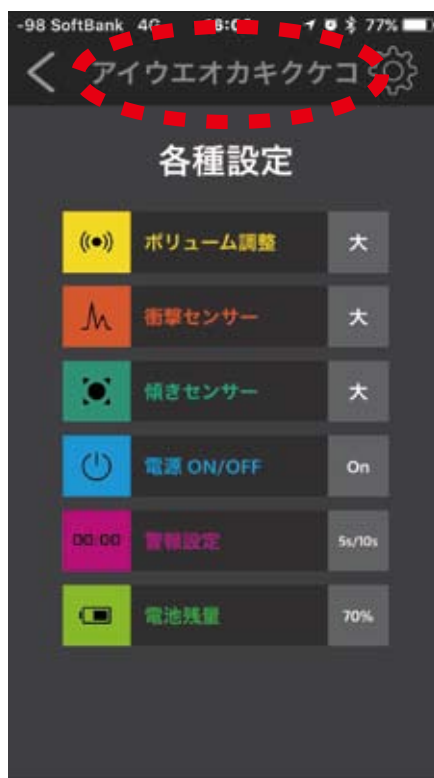 -98 SoftBank 4G 77%
アイウエオカキクケコ
各種設定
ボリューム調整 大
衝撃センサー 大
傾きセンサー 大
電源 ON/OFF On
00:00 警報設定 5s/10s
電池残量 70%